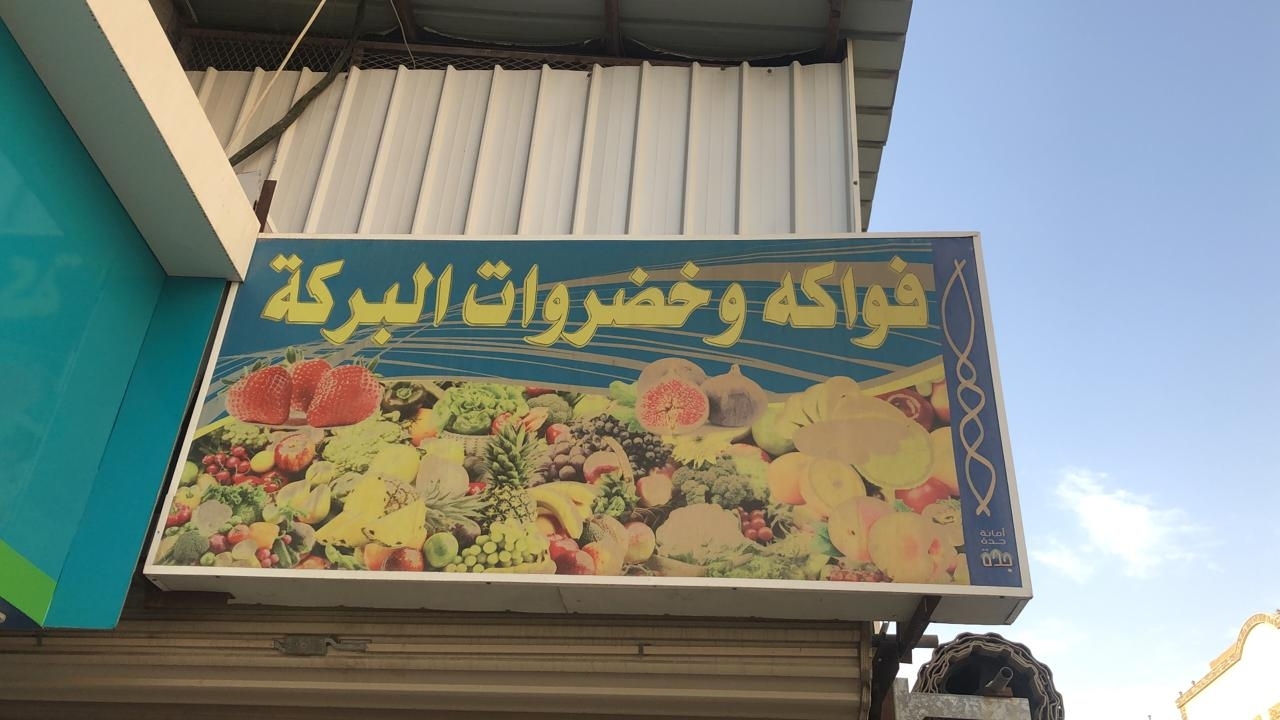 فواكه وخضروات البركة
أمانة
جدة
جدة